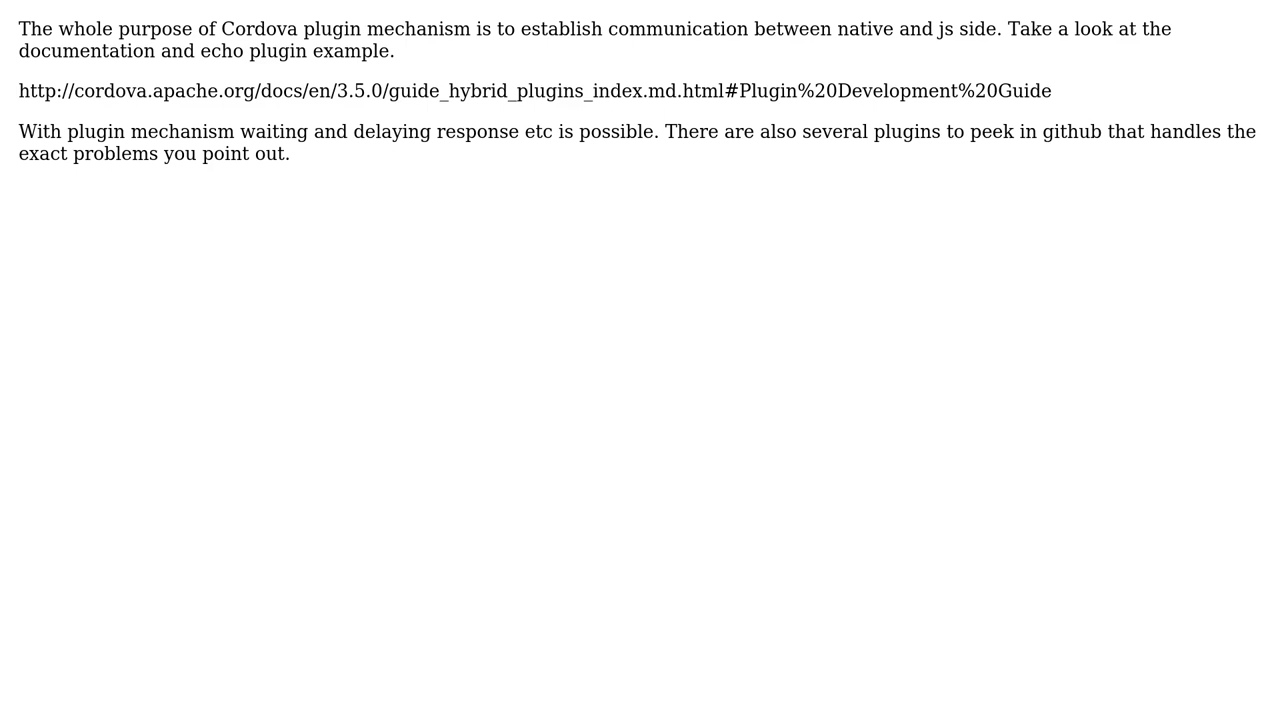 The whole purpose of Cordova plugin mechanism is to establish communication between native and js side. Take a look at the
documentation and echo plugin example.
http://cordova.apache.org/docs/en/3.5.0/guide_hybrid_plugins_index.md.html#Plugin%20Development%20Guide
With plugin mechanism waiting and delaying response etc is possible. There are also several plugins to peek in github that handles the
exact problems you point out.